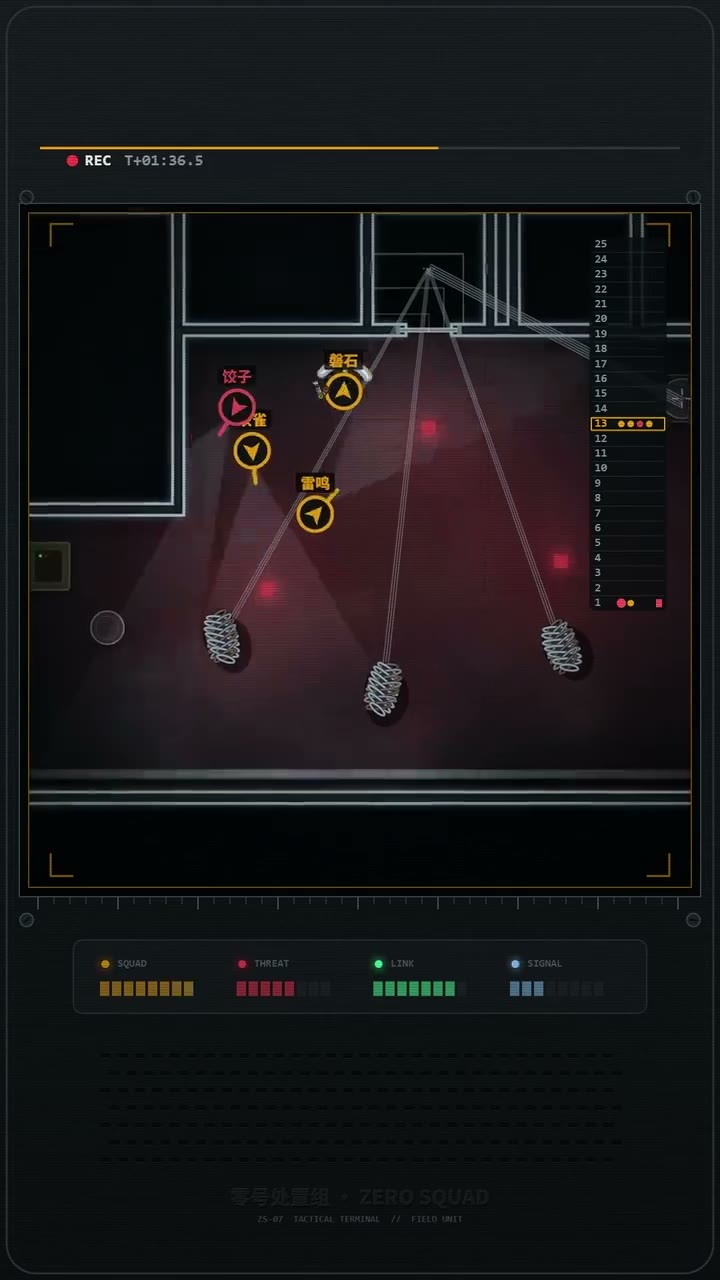 REC T+01:36.5
25
24
23
22
21
20
19
18
17
16
15
14
13
12
11
10
9
8
7
6
5
4
3
2
1
磐石
饺子
雀
雷鸣
SQUAD
THREAT
LINK
SIGNAL
零号处置组 · ZERO SQUAD
ZS-07 TACTICAL TERMINAL // FIELD UNIT